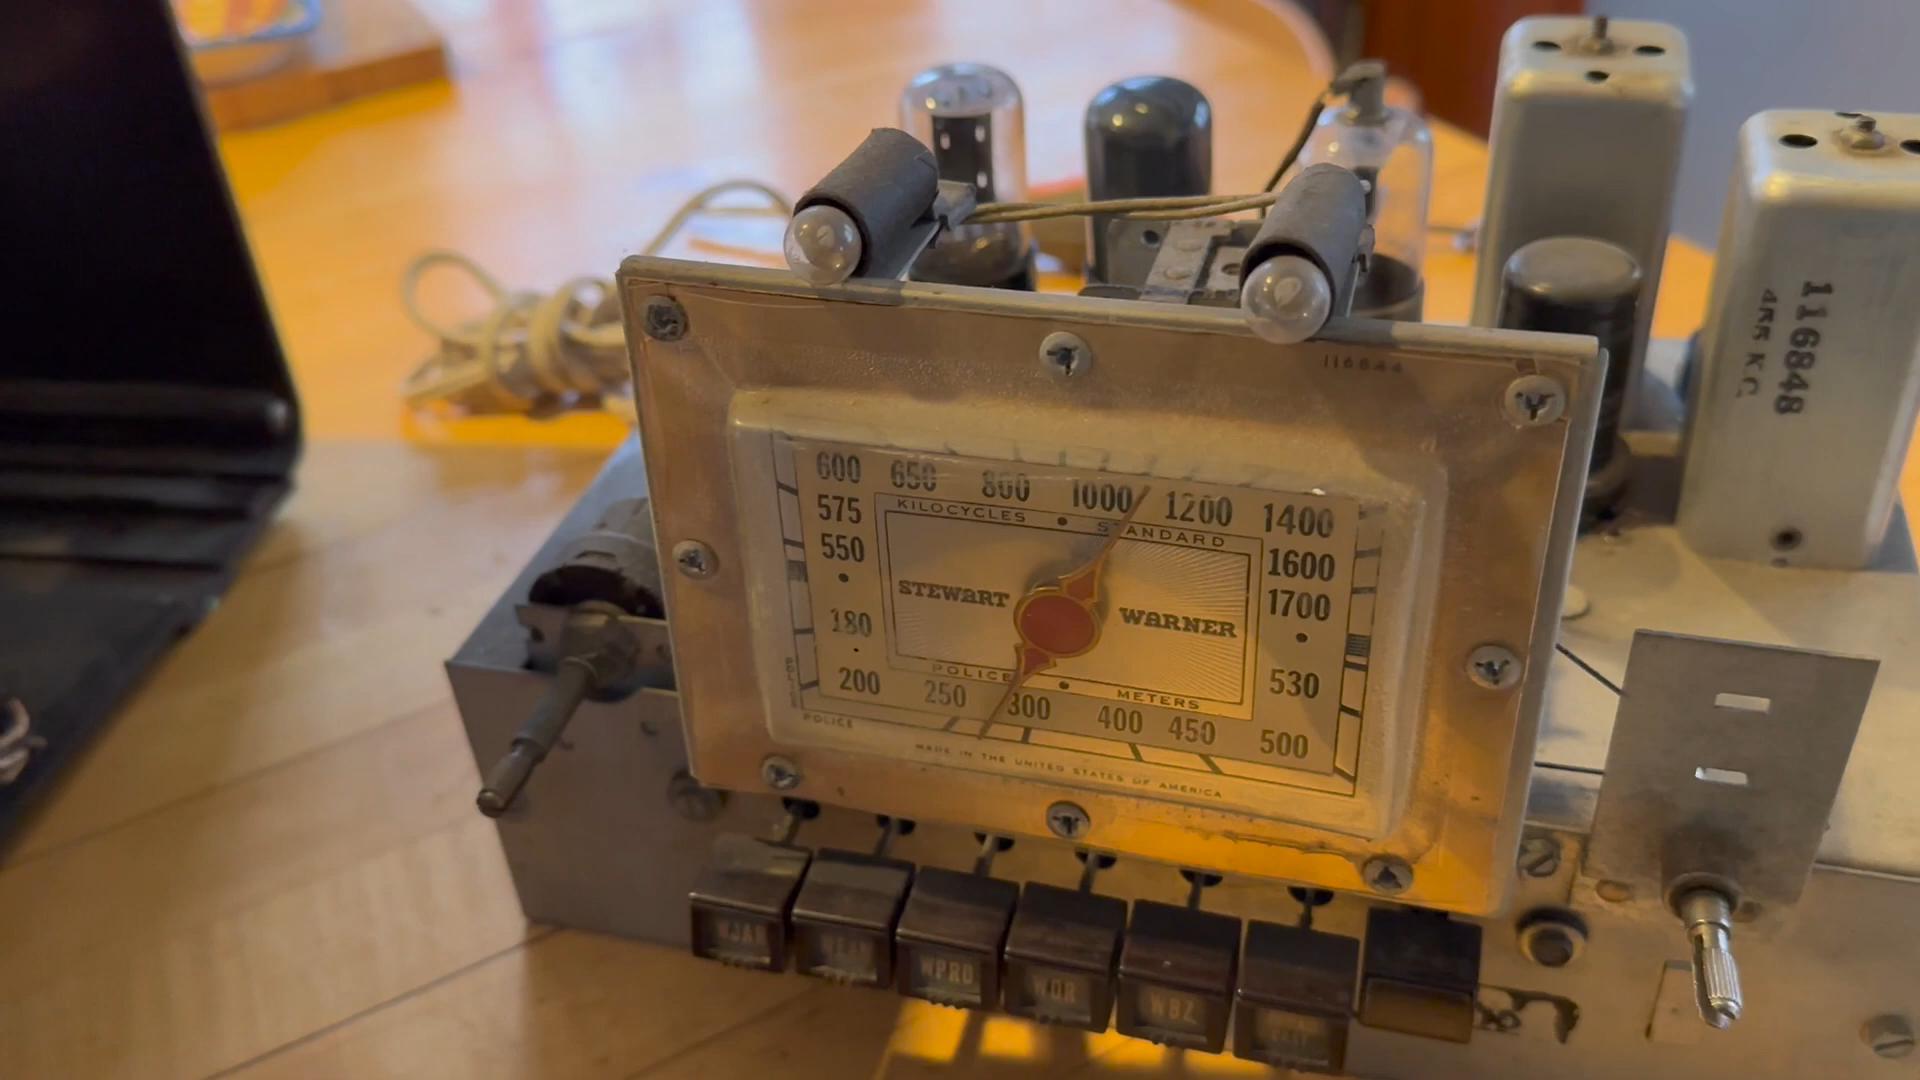 116844
116848
455 KC
600 650 800 1000 1200 1400
575
550
1600
1700
KILOCYCLES • STANDARD
STEWART WARNER
180
200 250 300 400 450 500
530
POLICE • METERS
POLICE
POLICE
MADE IN THE UNITED STATES OF AMERICA
WPRO
WOR
WBZ